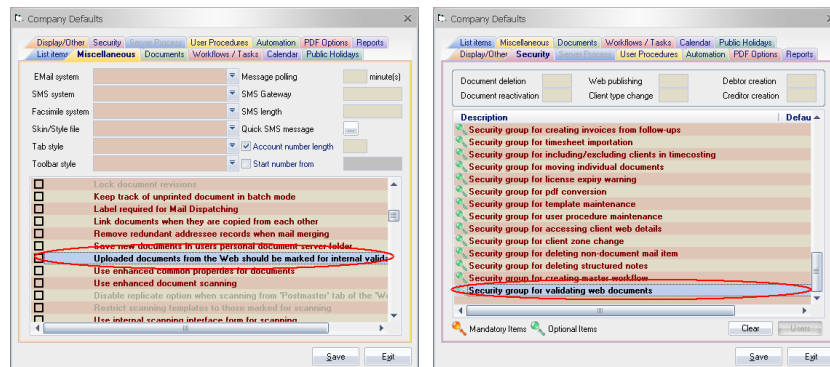 Company Defaults
Display/Other Security Server Process User Procedures Automation PDF Options Reports
List items Miscellaneous Documents Workflows / Tasks Calendar Public Holidays
EMail system
Message polling
minute(s)
SMS system
SMS Gateway
Facsimile system
SMS length
Skin/Style file
Quick SMS message
Tab style
Account number length
Toolbar style
Start number from
Lock document revisions
Keep track of unprinted document in batch mode
Label required for Mail Dispatching
Link documents when they are copied from each other
Remove redundant addressee records when mail merging
Save new documents in users personal document server folder
Uploaded documents from the Web should be marked for internal valid
Use enhanced common properties for documents
Use enhanced document scanning
Disable replicate option when scanning from 'Postmaster' tab of the 'W
Restrict scanning templates to those marked for scanning
Use internal scanning interface form for scanning
Save Exit
Company Defaults
List items Miscellaneous Documents Workflows / Tasks Calendar Public Holidays
Display/Other Security Server Process User Procedures Automation PDF Options Reports
Document deletion Web publishing Debtor creation
Document reactivation Client type change Creditor creation
Description Defau
Security group for creating invoices from follow-ups
Security group for timesheet importation
Security group for including/excluding clients in timecosting
Security group for moving individual documents
Security group for license expiry warning
Security group for pdf conversion
Security group for template maintenance
Security group for user procedure maintenance
Security group for accessing client web details
Security group for client zone change
Security group for deleting non-document mail item
Security group for deleting structured notes
Security group for creating master workflow
Security group for validating web documents
Mandatory Items Optional Items Clear Users
Save Exit